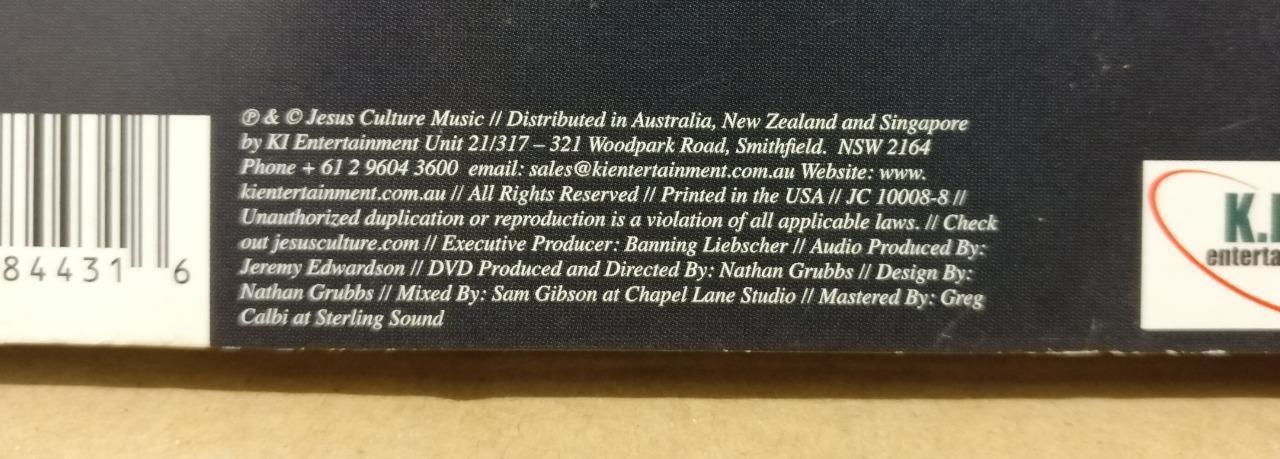 ℗ & © Jesus Culture Music // Distributed in Australia, New Zealand and Singapore
by KI Entertainment Unit 21/317 – 321 Woodpark Road, Smithfield.  NSW 2164
Phone + 61 2 9604 3600  email: sales@kientertainment.com.au Website: www.
kientertainment.com.au // All Rights Reserved // Printed in the USA // JC 10008-8 //
Unauthorized duplication or reproduction is a violation of all applicable laws. // Check
out jesusculture.com // Executive Producer: Banning Liebscher // Audio Produced By:
Jeremy Edwardson // DVD Produced and Directed By: Nathan Grubbs // Design By:
Nathan Grubbs // Mixed By: Sam Gibson at Chapel Lane Studio // Mastered By: Greg
Calbi at Sterling Sound
84431 6
K.
enterta